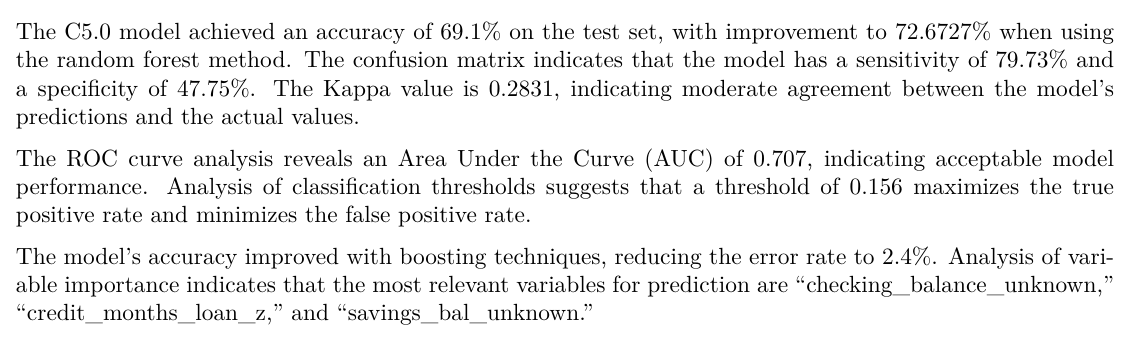 The C5.0 model achieved an accuracy of 69.1% on the test set, with improvement to 72.6727% when using
the random forest method. The confusion matrix indicates that the model has a sensitivity of 79.73% and
a specificity of 47.75%. The Kappa value is 0.2831, indicating moderate agreement between the model's
predictions and the actual values.
The ROC curve analysis reveals an Area Under the Curve (AUC) of 0.707, indicating acceptable model
performance. Analysis of classification thresholds suggests that a threshold of 0.156 maximizes the true
positive rate and minimizes the false positive rate.
The model's accuracy improved with boosting techniques, reducing the error rate to 2.4%. Analysis of vari-
able importance indicates that the most relevant variables for prediction are “checking_balance_unknown,”
“credit_months_loan_z,” and “savings_bal_unknown.”